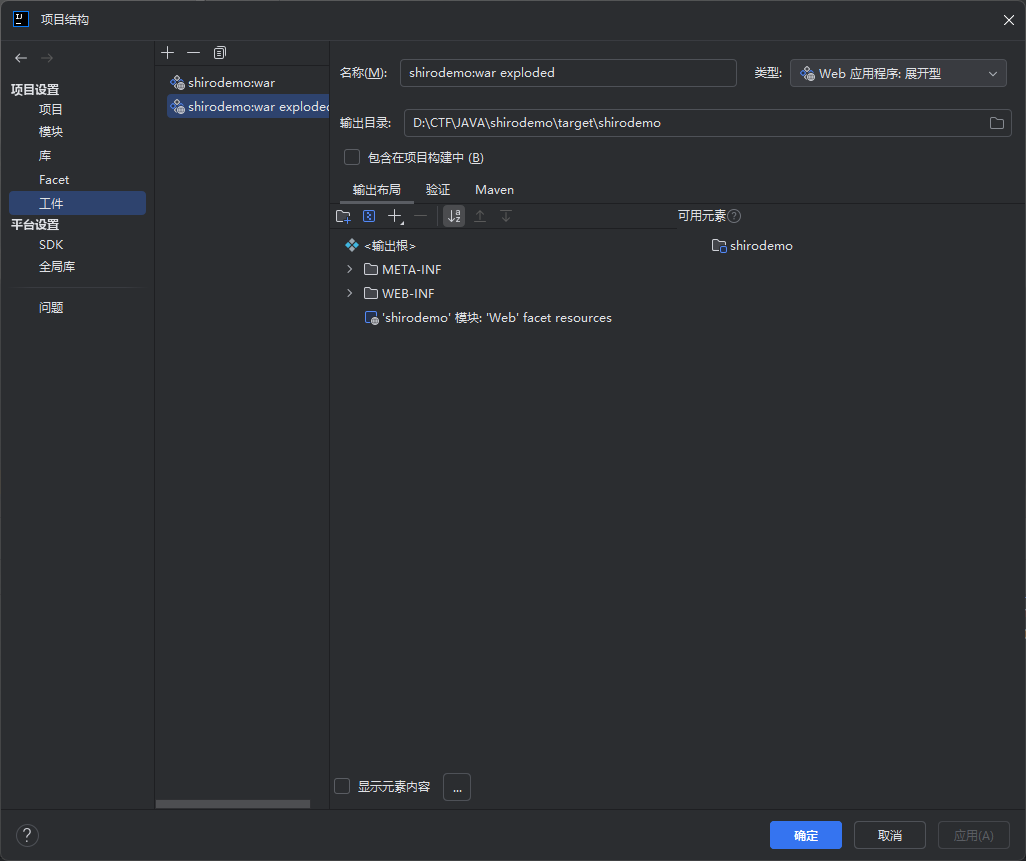 项目结构
项目设置
项目
模块
库
Facet
工件
平台设置
SDK
全局库
问题
shirodemo:war
shirodemo:war exploded
名称(M):
shirodemo:war exploded
类型:
Web 应用程序: 展开型
输出目录:
D:\CTF\JAVA\shirodemo\target\shirodemo
包含在项目构建中 (B)
输出布局
验证
Maven
可用元素
<输出根>
META-INF
WEB-INF
'shirodemo' 模块: 'Web' facet resources
shirodemo
显示元素内容
...
?
确定
取消
应用(A)